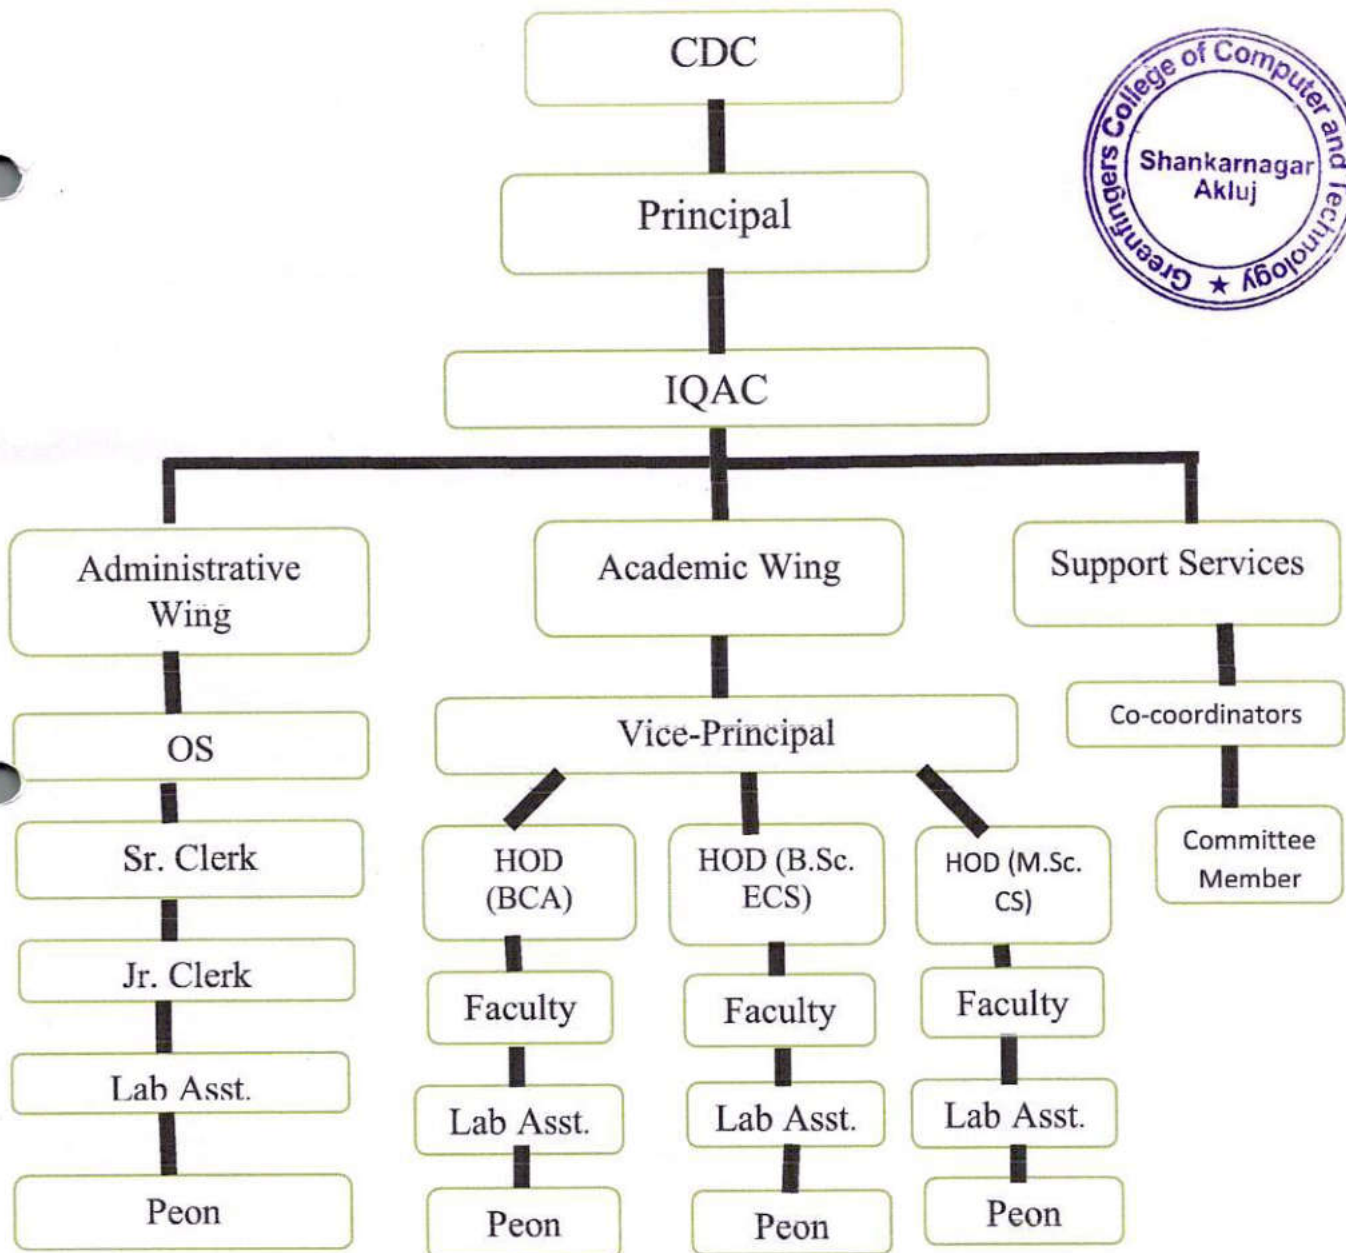 CDC
Greenfingers College of Computer and Technology ★
Shankarnagar
Akluj
Principal
IQAC
Administrative
Wing
Academic Wing
Support Services
OS
Vice-Principal
Co-coordinators
Sr. Clerk
HOD
(BCA)
HOD (B.Sc.
ECS)
HOD (M.Sc.
CS)
Committee
Member
Jr. Clerk
Faculty
Faculty
Faculty
Lab Asst.
Lab Asst.
Lab Asst.
Lab Asst.
Peon
Peon
Peon
Peon